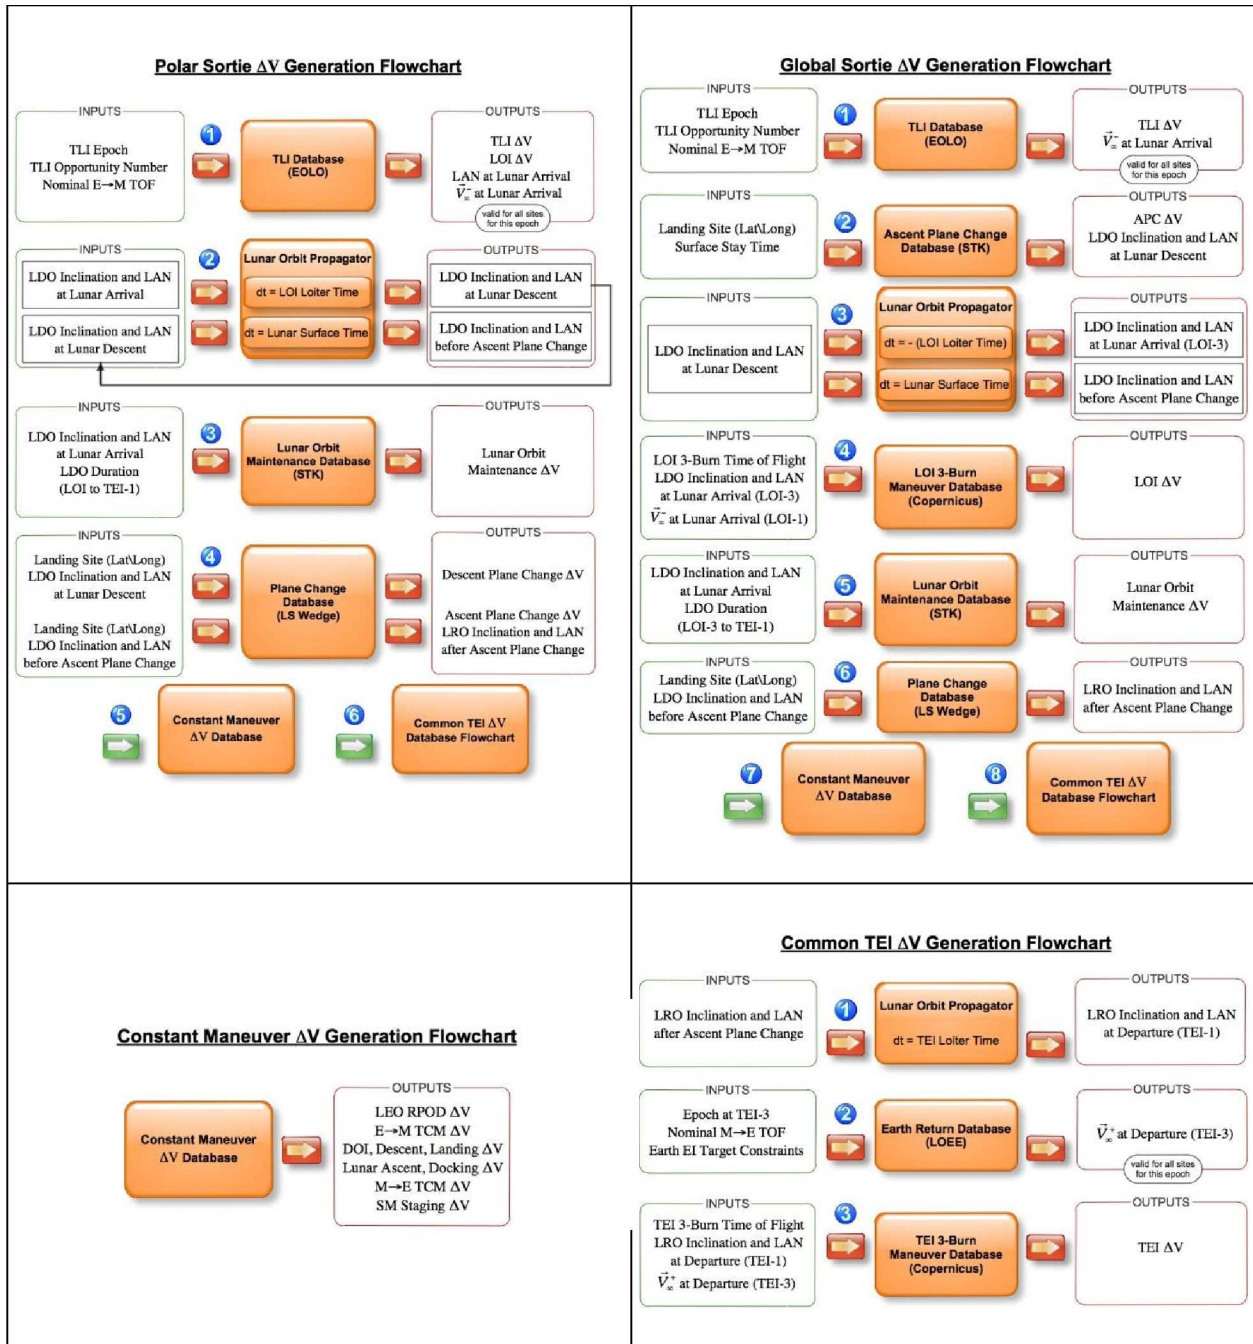 Polar Sortie ΔV Generation Flowchart
INPUTS
TLI Epoch
TLI Opportunity Number
Nominal E→M TOF
1
TLI Database
(EOLO)
OUTPUTS
TLI ΔV
LOI ΔV
LAN at Lunar Arrival
V⃗∞⁻ at Lunar Arrival
valid for all sites
for this epoch
INPUTS
LDO Inclination and LAN
at Lunar Arrival
LDO Inclination and LAN
at Lunar Descent
2
Lunar Orbit Propagator
dt = LOI Loiter Time
dt = Lunar Surface Time
OUTPUTS
LDO Inclination and LAN
at Lunar Descent
LDO Inclination and LAN
before Ascent Plane Change
INPUTS
LDO Inclination and LAN
at Lunar Arrival
LDO Duration
(LOI to TEI-1)
3
Lunar Orbit
Maintenance Database
(STK)
OUTPUTS
Lunar Orbit
Maintenance ΔV
INPUTS
Landing Site (Lat\Long)
LDO Inclination and LAN
at Lunar Descent
Landing Site (Lat\Long)
LDO Inclination and LAN
before Ascent Plane Change
4
Plane Change
Database
(LS Wedge)
OUTPUTS
Descent Plane Change ΔV
Ascent Plane Change ΔV
LRO Inclination and LAN
after Ascent Plane Change
5
Constant Maneuver
ΔV Database
6
Common TEI ΔV
Database Flowchart
Global Sortie ΔV Generation Flowchart
INPUTS
TLI Epoch
TLI Opportunity Number
Nominal E→M TOF
1
TLI Database
(EOLO)
OUTPUTS
TLI ΔV
V⃗∞⁻ at Lunar Arrival
valid for all sites
for this epoch
INPUTS
Landing Site (Lat\Long)
Surface Stay Time
2
Ascent Plane Change
Database (STK)
OUTPUTS
APC ΔV
LDO Inclination and LAN
at Lunar Descent
INPUTS
LDO Inclination and LAN
at Lunar Descent
3
Lunar Orbit Propagator
dt = - (LOI Loiter Time)
dt = Lunar Surface Time
OUTPUTS
LDO Inclination and LAN
at Lunar Arrival (LOI-3)
LDO Inclination and LAN
before Ascent Plane Change
INPUTS
LOI 3-Burn Time of Flight
LDO Inclination and LAN
at Lunar Arrival (LOI-3)
V⃗∞⁻ at Lunar Arrival (LOI-1)
4
LOI 3-Burn
Maneuver Database
(Copernicus)
OUTPUTS
LOI ΔV
INPUTS
LDO Inclination and LAN
at Lunar Arrival
LDO Duration
(LOI-3 to TEI-1)
5
Lunar Orbit
Maintenance Database
(STK)
OUTPUTS
Lunar Orbit
Maintenance ΔV
INPUTS
Landing Site (Lat\Long)
LDO Inclination and LAN
before Ascent Plane Change
6
Plane Change
Database
(LS Wedge)
OUTPUTS
LRO Inclination and LAN
after Ascent Plane Change
7
Constant Maneuver
ΔV Database
8
Common TEI ΔV
Database Flowchart
Constant Maneuver ΔV Generation Flowchart
Constant Maneuver
ΔV Database
OUTPUTS
LEO RPOD ΔV
E→M TCM ΔV
DOI, Descent, Landing ΔV
Lunar Ascent, Docking ΔV
M→E TCM ΔV
SM Staging ΔV
Common TEI ΔV Generation Flowchart
INPUTS
LRO Inclination and LAN
after Ascent Plane Change
1
Lunar Orbit Propagator
dt = TEI Loiter Time
OUTPUTS
LRO Inclination and LAN
at Departure (TEI-1)
INPUTS
Epoch at TEI-3
Nominal M→E TOF
Earth EI Target Constraints
2
Earth Return Database
(LOEE)
OUTPUTS
V⃗∞⁺ at Departure (TEI-3)
valid for all sites
for this epoch
INPUTS
TEI 3-Burn Time of Flight
LRO Inclination and LAN
at Departure (TEI-1)
V⃗∞⁺ at Departure (TEI-3)
3
TEI 3-Burn
Maneuver Database
(Copernicus)
OUTPUTS
TEI ΔV